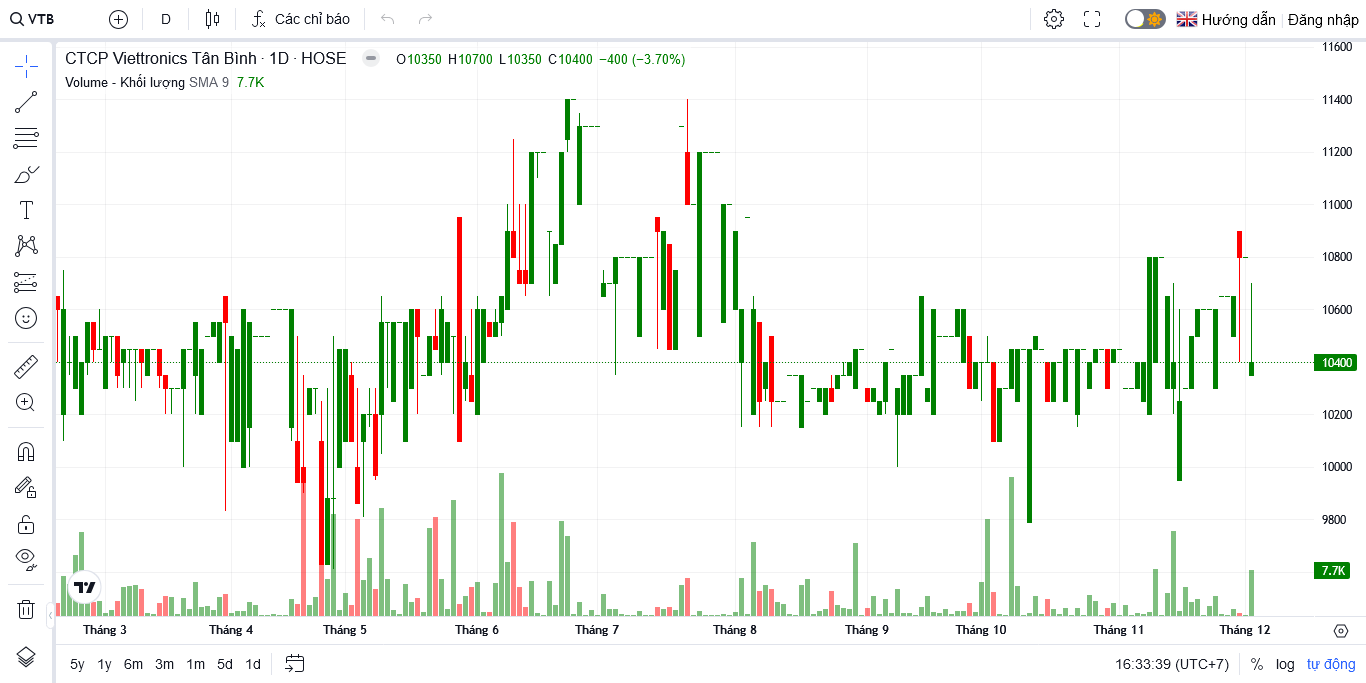 VTB
D
Các chỉ báo
Hướng dẫn
Đăng nhập
CTCP Viettronics Tân Bình · 1D · HOSE
O10350 H10700 L10350 C10400 −400 (−3.70%)
Volume - Khối lượng SMA 9 7.7K
11600
11400
11200
11000
10800
10600
10400
10200
10000
9800
7.7K
Tháng 3
Tháng 4
Tháng 5
Tháng 6
Tháng 7
Tháng 8
Tháng 9
Tháng 10
Tháng 11
Tháng 12
5y 1y 6m 3m 1m 5d 1d
16:33:39 (UTC+7)
%
log
tự động